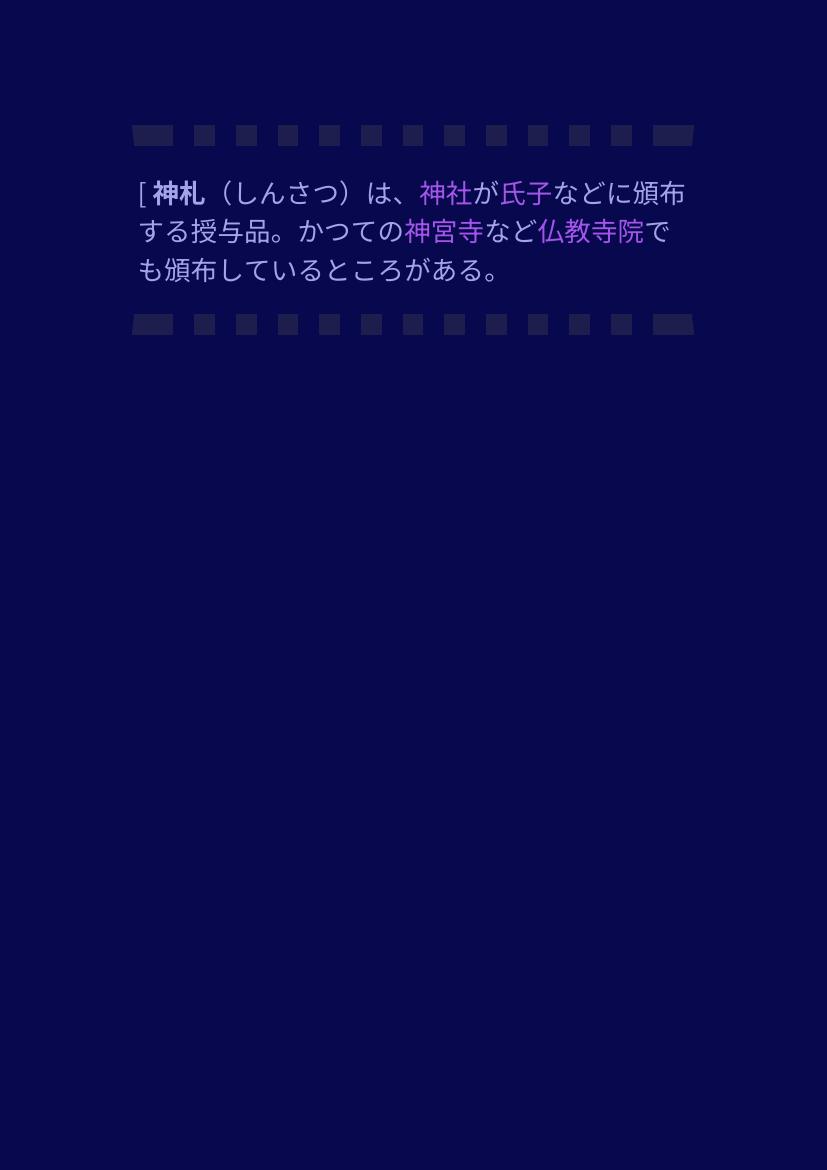 [ 神札（しんさつ）は、神社が氏子などに頒布
する授与品。かつての神宮寺など仏教寺院で
も頒布しているところがある。